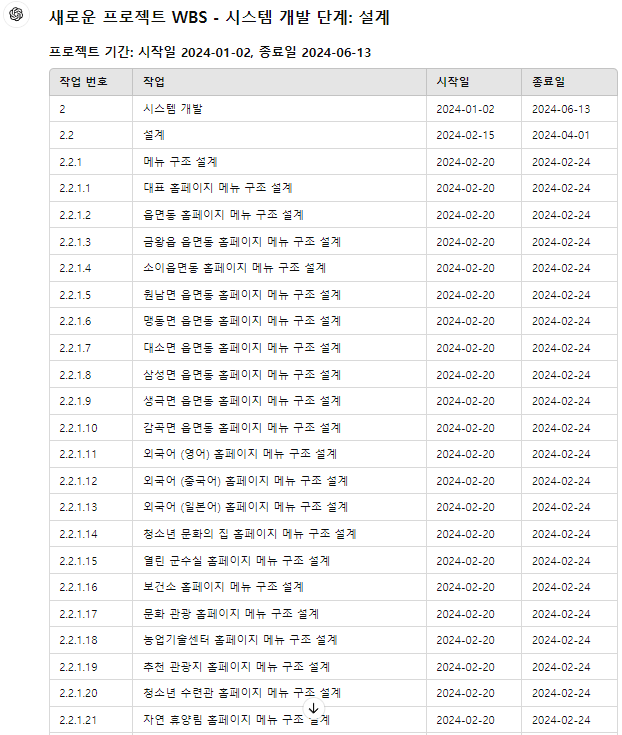 새로운 프로젝트 WBS - 시스템 개발 단계: 설계
프로젝트 기간: 시작일 2024-01-02, 종료일 2024-06-13
작업 번호 작업 시작일 종료일
2 시스템 개발 2024-01-02 2024-06-13
2.2 설계 2024-02-15 2024-04-01
2.2.1 메뉴 구조 설계 2024-02-20 2024-02-24
2.2.1.1 대표 홈페이지 메뉴 구조 설계 2024-02-20 2024-02-24
2.2.1.2 읍면동 홈페이지 메뉴 구조 설계 2024-02-20 2024-02-24
2.2.1.3 금왕읍 읍면동 홈페이지 메뉴 구조 설계 2024-02-20 2024-02-24
2.2.1.4 소이읍면동 홈페이지 메뉴 구조 설계 2024-02-20 2024-02-24
2.2.1.5 원남면 읍면동 홈페이지 메뉴 구조 설계 2024-02-20 2024-02-24
2.2.1.6 맹동면 읍면동 홈페이지 메뉴 구조 설계 2024-02-20 2024-02-24
2.2.1.7 대소면 읍면동 홈페이지 메뉴 구조 설계 2024-02-20 2024-02-24
2.2.1.8 삼성면 읍면동 홈페이지 메뉴 구조 설계 2024-02-20 2024-02-24
2.2.1.9 생극면 읍면동 홈페이지 메뉴 구조 설계 2024-02-20 2024-02-24
2.2.1.10 감곡면 읍면동 홈페이지 메뉴 구조 설계 2024-02-20 2024-02-24
2.2.1.11 외국어 (영어) 홈페이지 메뉴 구조 설계 2024-02-20 2024-02-24
2.2.1.12 외국어 (중국어) 홈페이지 메뉴 구조 설계 2024-02-20 2024-02-24
2.2.1.13 외국어 (일본어) 홈페이지 메뉴 구조 설계 2024-02-20 2024-02-24
2.2.1.14 청소년 문화의 집 홈페이지 메뉴 구조 설계 2024-02-20 2024-02-24
2.2.1.15 열린 군수실 홈페이지 메뉴 구조 설계 2024-02-20 2024-02-24
2.2.1.16 보건소 홈페이지 메뉴 구조 설계 2024-02-20 2024-02-24
2.2.1.17 문화 관광 홈페이지 메뉴 구조 설계 2024-02-20 2024-02-24
2.2.1.18 농업기술센터 홈페이지 메뉴 구조 설계 2024-02-20 2024-02-24
2.2.1.19 추천 관광지 홈페이지 메뉴 구조 설계 2024-02-20 2024-02-24
2.2.1.20 청소년 수련관 홈페이지 메뉴 구조 설계 2024-02-20 2024-02-24
2.2.1.21 자연 휴양림 홈페이지 메뉴 구조 설계 2024-02-20 2024-02-24